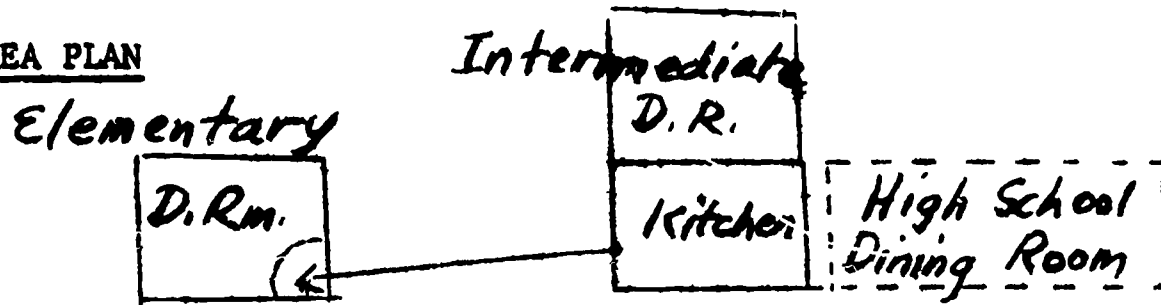 EA PLAN
Intermediate
D.R.
Elementary
D.Rm.
Kitchen
High School
Dining Room